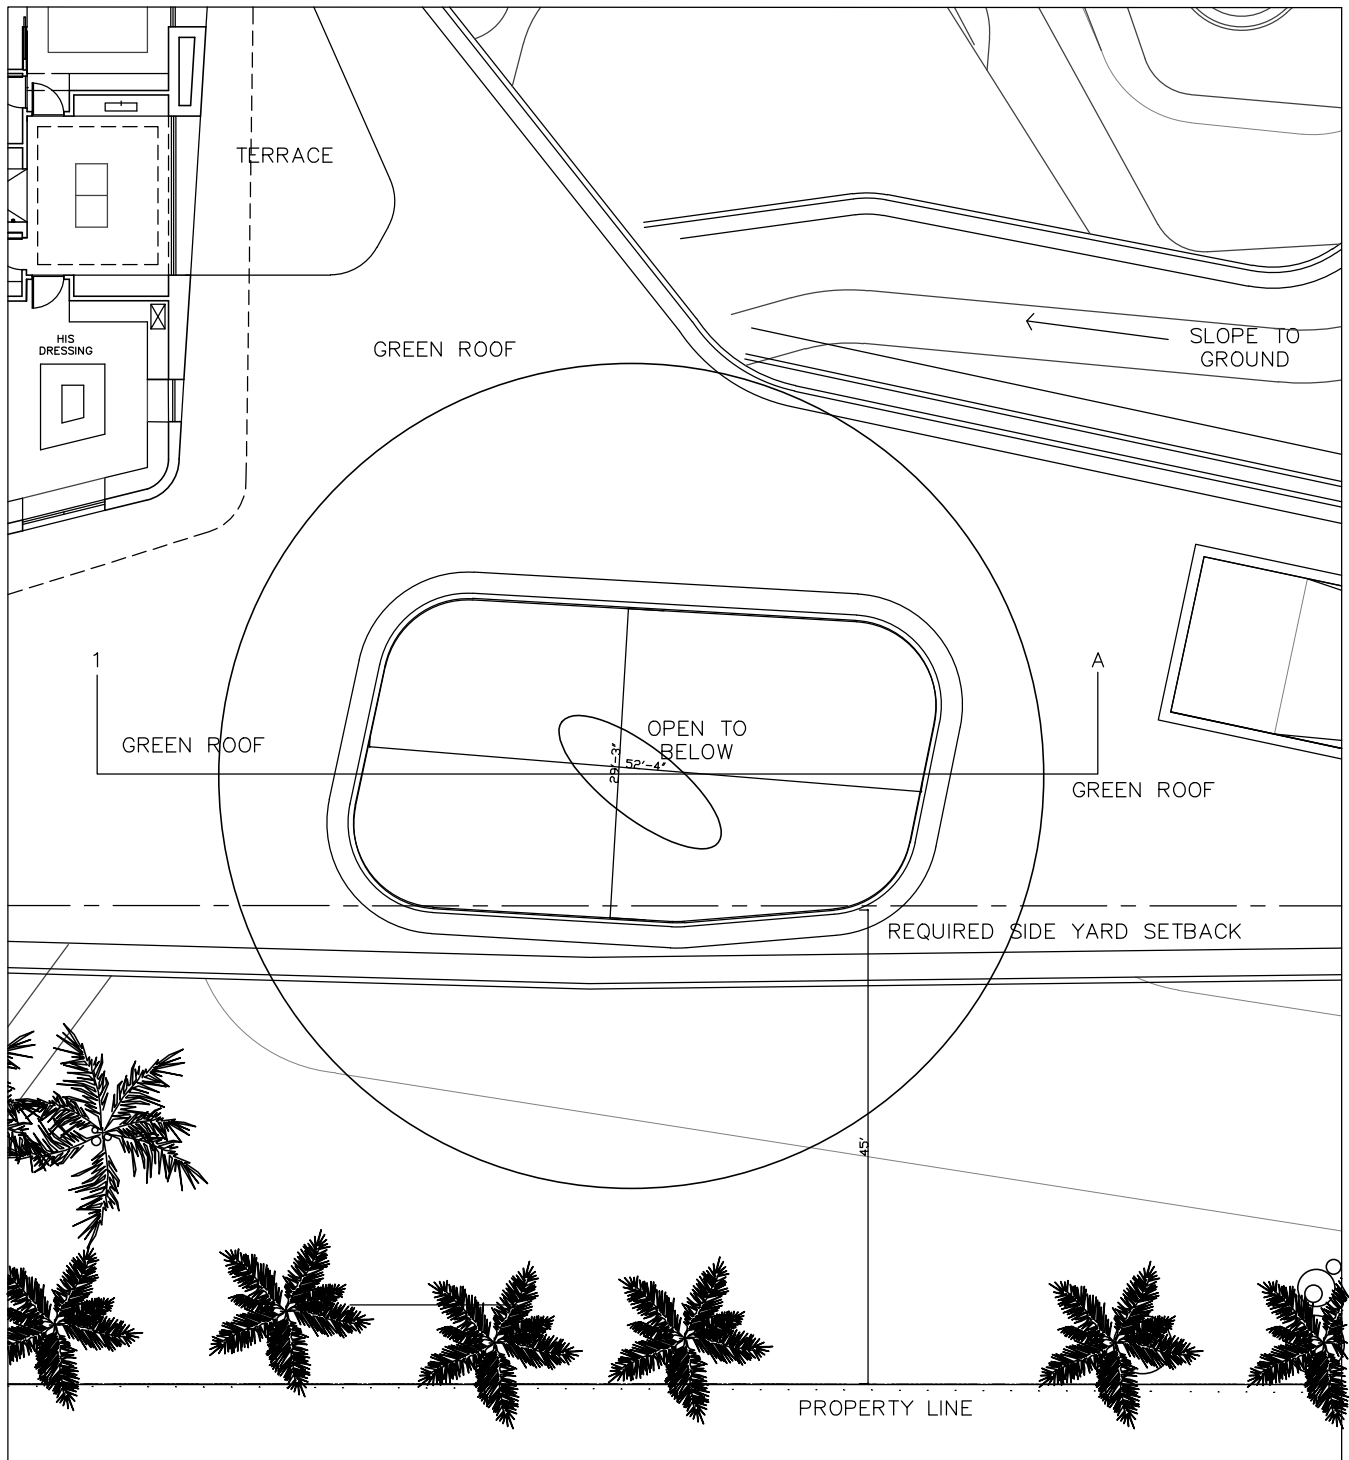 TERRACE
HIS
DRESSING
GREEN ROOF
SLOPE TO
GROUND
1
A
GREEN ROOF
OPEN TO
BELOW
29'-3"
52'-4"
GREEN ROOF
REQUIRED SIDE YARD SETBACK
45'
PROPERTY LINE